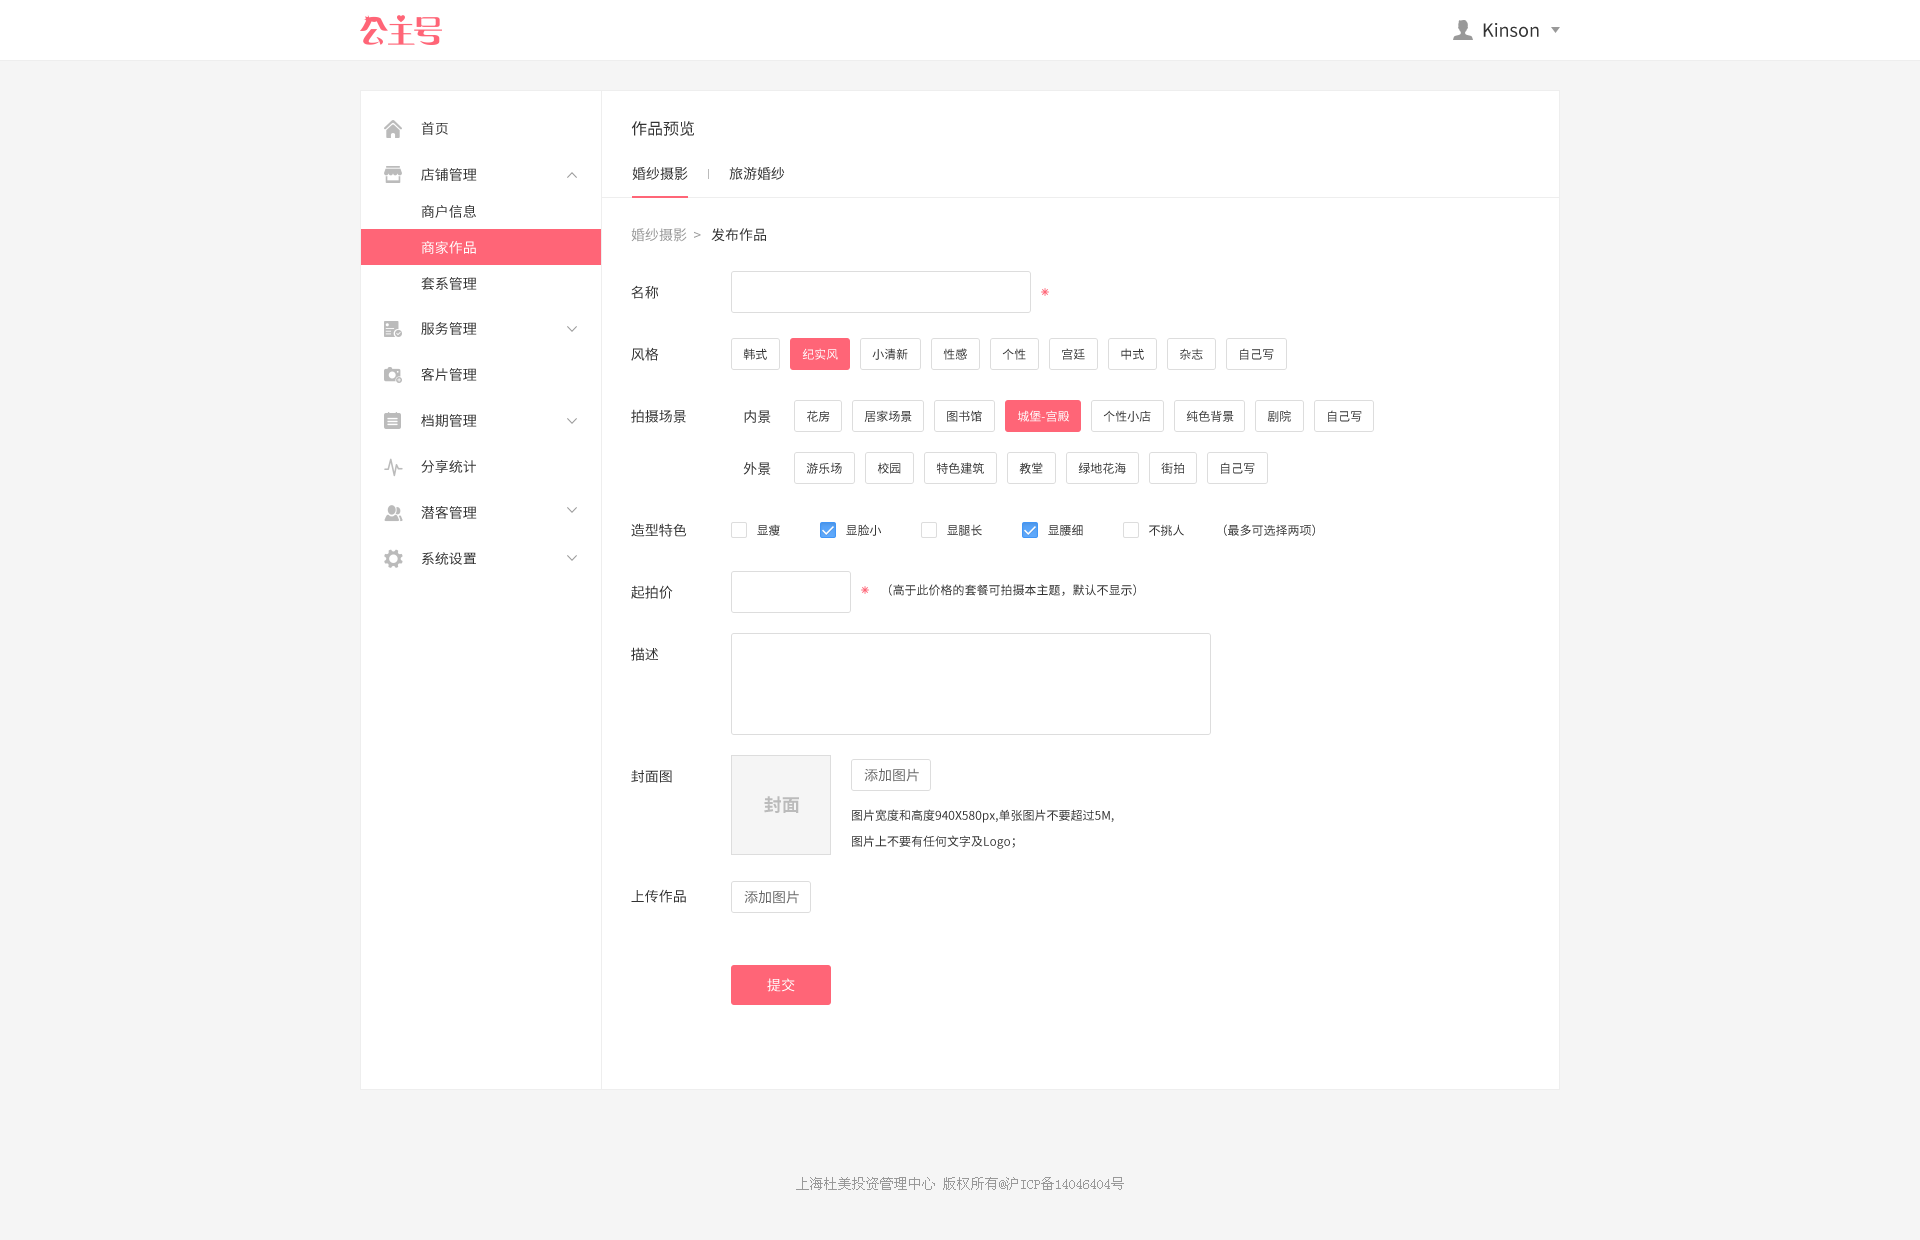 公主号
Kinson
首页
店铺管理
商户信息
商家作品
套系管理
服务管理
客片管理
档期管理
分享统计
潜客管理
系统设置
作品预览
婚纱摄影 | 旅游婚纱
婚纱摄影 > 发布作品
名称 *
风格 韩式 纪实风 小清新 性感 个性 宫廷 中式 杂志 自己写
拍摄场景 内景 花房 居家场景 图书馆 城堡-宫殿 个性小店 纯色背景 剧院 自己写
外景 游乐场 校园 特色建筑 教堂 绿地花海 街拍 自己写
造型特色 显瘦 显脸小 显腿长 显腰细 不挑人 （最多可选择两项）
起拍价 * （高于此价格的套餐可拍摄本主题，默认不显示）
描述
封面图 封面 添加图片
图片宽度和高度940X580px,单张图片不要超过5M,
图片上不要有任何文字及Logo；
上传作品 添加图片
提交
上海杜美投资管理中心 版权所有@沪ICP备14046404号